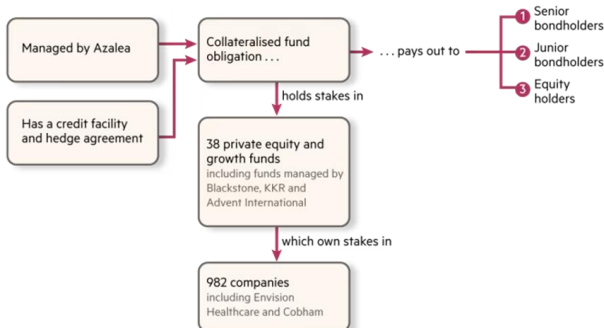 Managed by Azalea
Has a credit facility
and hedge agreement
Collateralised fund
obligation . . .
. . . pays out to
1 Senior
bondholders
2 Junior
bondholders
3 Equity
holders
holds stakes in
38 private equity and
growth funds
including funds managed by
Blackstone, KKR and
Advent International
which own stakes in
982 companies
including Envision
Healthcare and Cobham